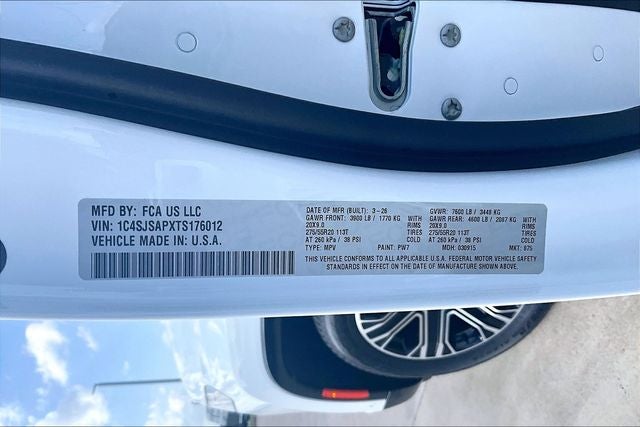 MFD BY: FCA US LLC
VIN: 1C4SJSAPXTS176012
VEHICLE MADE IN: U.S.A.
DATE OF MFR (BUILT): 3-26
GAWR FRONT: 3900 LB / 1770 KG WITH
20X9.0 RIMS
275/55R20 113T
AT 260 kPa / 38 PSI COLD
TYPE: MPV PAINT: PW7
GVWR: 7600 LB / 3448 KG
GAWR REAR: 4600 LB / 2087 KG WITH
20X9.0 RIMS
275/55R20 113T
AT 260 kPa / 38 PSI COLD
MDH: 030915 MKT: 875
THIS VEHICLE CONFORMS TO ALL APPLICABLE U.S.A. FEDERAL MOTOR VEHICLE SAFETY
STANDARDS IN EFFECT ON THE DATE OF MANUFACTURE SHOWN ABOVE.